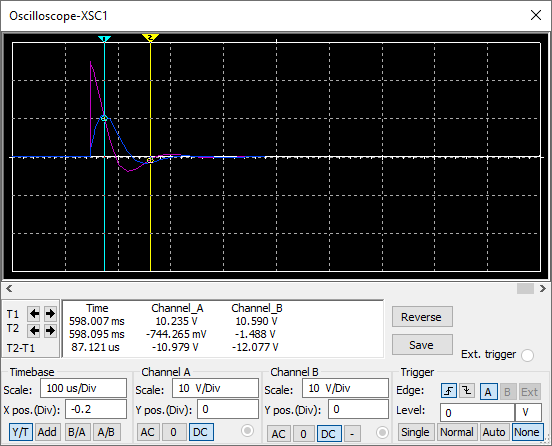 Oscilloscope-XSC1
1 2
Time Channel_A Channel_B
T1 598.007 ms 10.235 V 10.590 V
T2 598.095 ms -744.265 mV -1.488 V
T2-T1 87.121 us -10.979 V -12.077 V
Reverse
Save
Ext. trigger
Timebase
Scale: 100 us/Div
X pos.(Div): -0.2
Y/T Add B/A A/B
Channel A
Scale: 10 V/Div
Y pos.(Div): 0
AC 0 DC
Channel B
Scale: 10 V/Div
Y pos.(Div): 0
AC 0 DC -
Trigger
Edge: A B Ext
Level: 0 V
Single Normal Auto None